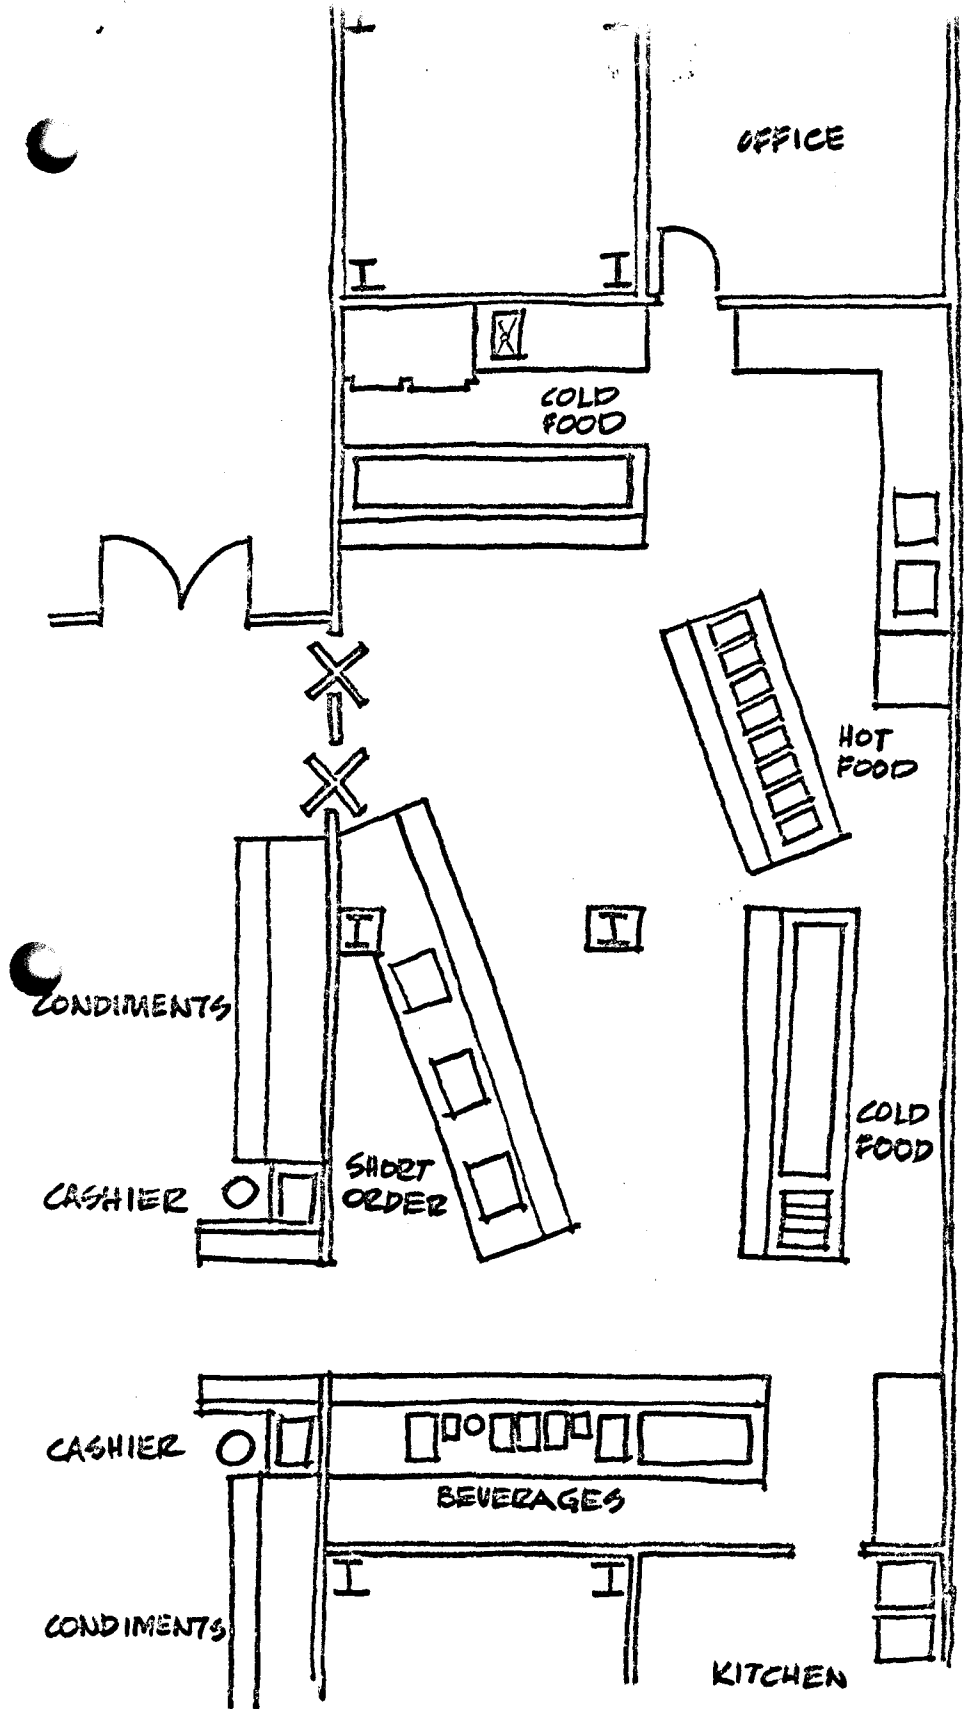 OFFICE
COLD
FOOD
HOT
FOOD
CONDIMENTS
COLD
FOOD
SHORT
ORDER
CASHIER
CASHIER
BEVERAGES
CONDIMENTS
KITCHEN